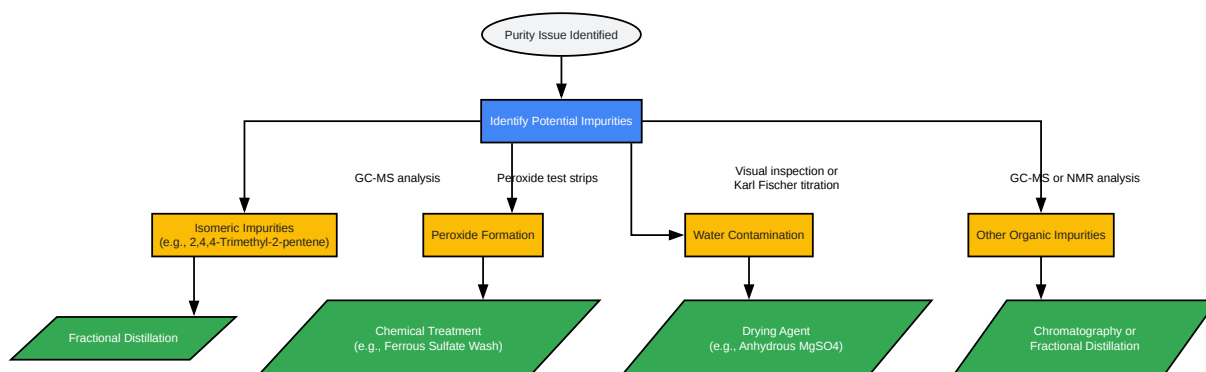 Purity Issue Identified
Identify Potential Impurities
GC-MS analysis
Peroxide test strips
Visual inspection or
Karl Fischer titration
GC-MS or NMR analysis
Isomeric Impurities
(e.g., 2,4,4-Trimethyl-2-pentene)
Peroxide Formation
Water Contamination
Other Organic Impurities
Fractional Distillation
Chemical Treatment
(e.g., Ferrous Sulfate Wash)
Drying Agent
(e.g., Anhydrous MgSO4)
Chromatography or
Fractional Distillation